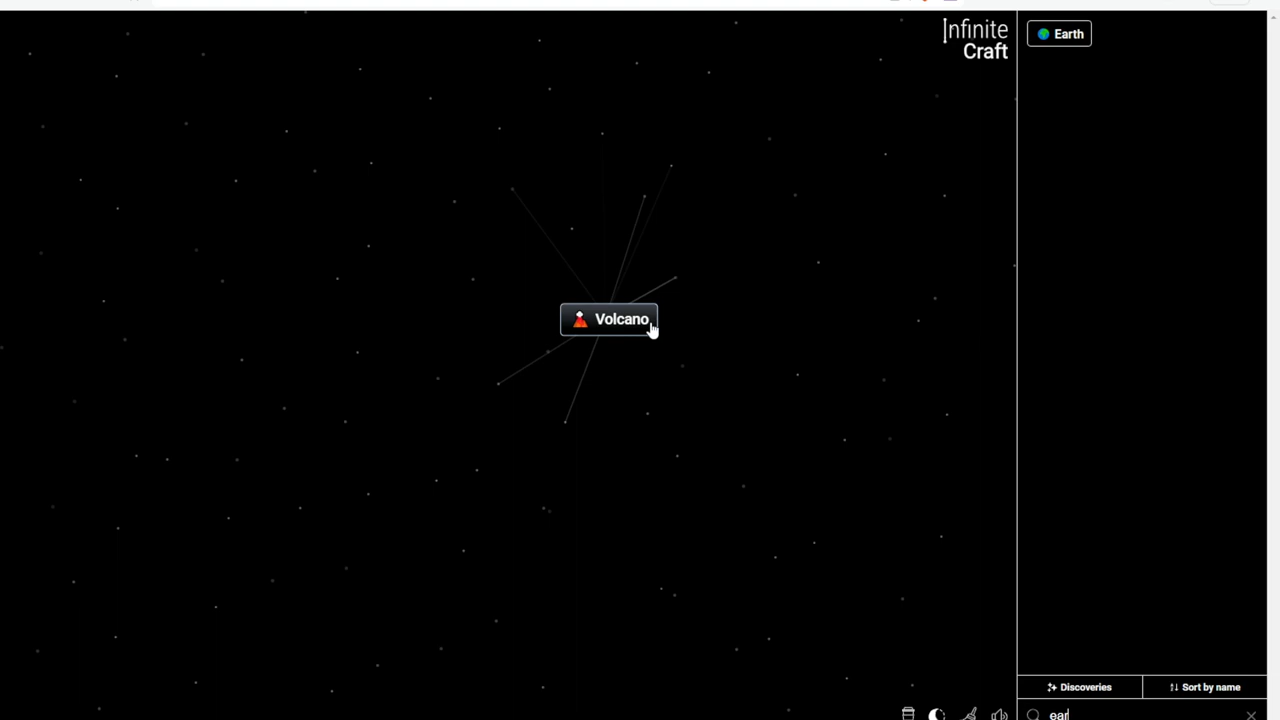 Infinite
Craft
Earth
Volcano
Discoveries
Sort by name
ear